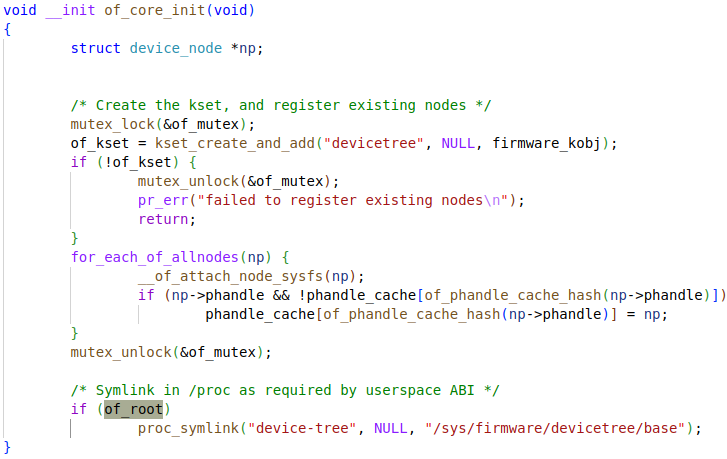 void __init of_core_init(void)
{
        struct device_node *np;


        /* Create the kset, and register existing nodes */
        mutex_lock(&of_mutex);
        of_kset = kset_create_and_add("devicetree", NULL, firmware_kobj);
        if (!of_kset) {
                mutex_unlock(&of_mutex);
                pr_err("failed to register existing nodes\n");
                return;
        }
        for_each_of_allnodes(np) {
                __of_attach_node_sysfs(np);
                if (np->phandle && !phandle_cache[of_phandle_cache_hash(np->phandle)])
                        phandle_cache[of_phandle_cache_hash(np->phandle)] = np;
        }
        mutex_unlock(&of_mutex);

        /* Symlink in /proc as required by userspace ABI */
        if (of_root)
                proc_symlink("device-tree", NULL, "/sys/firmware/devicetree/base");
}